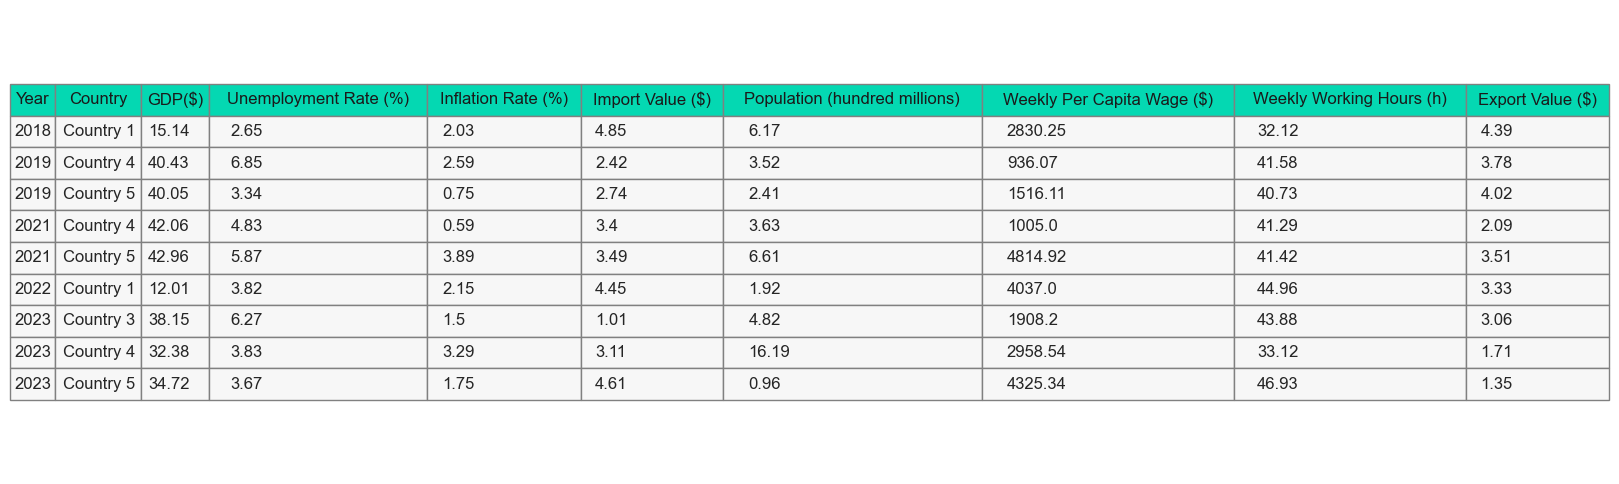 Year Country GDP($) Unemployment Rate (%) Inflation Rate (%) Import Value ($) Population (hundred millions) Weekly Per Capita Wage ($) Weekly Working Hours (h) Export Value ($)
2018 Country 1 15.14 2.65 2.03 4.85 6.17 2830.25 32.12 4.39
2019 Country 4 40.43 6.85 2.59 2.42 3.52 936.07 41.58 3.78
2019 Country 5 40.05 3.34 0.75 2.74 2.41 1516.11 40.73 4.02
2021 Country 4 42.06 4.83 0.59 3.4 3.63 1005.0 41.29 2.09
2021 Country 5 42.96 5.87 3.89 3.49 6.61 4814.92 41.42 3.51
2022 Country 1 12.01 3.82 2.15 4.45 1.92 4037.0 44.96 3.33
2023 Country 3 38.15 6.27 1.5 1.01 4.82 1908.2 43.88 3.06
2023 Country 4 32.38 3.83 3.29 3.11 16.19 2958.54 33.12 1.71
2023 Country 5 34.72 3.67 1.75 4.61 0.96 4325.34 46.93 1.35